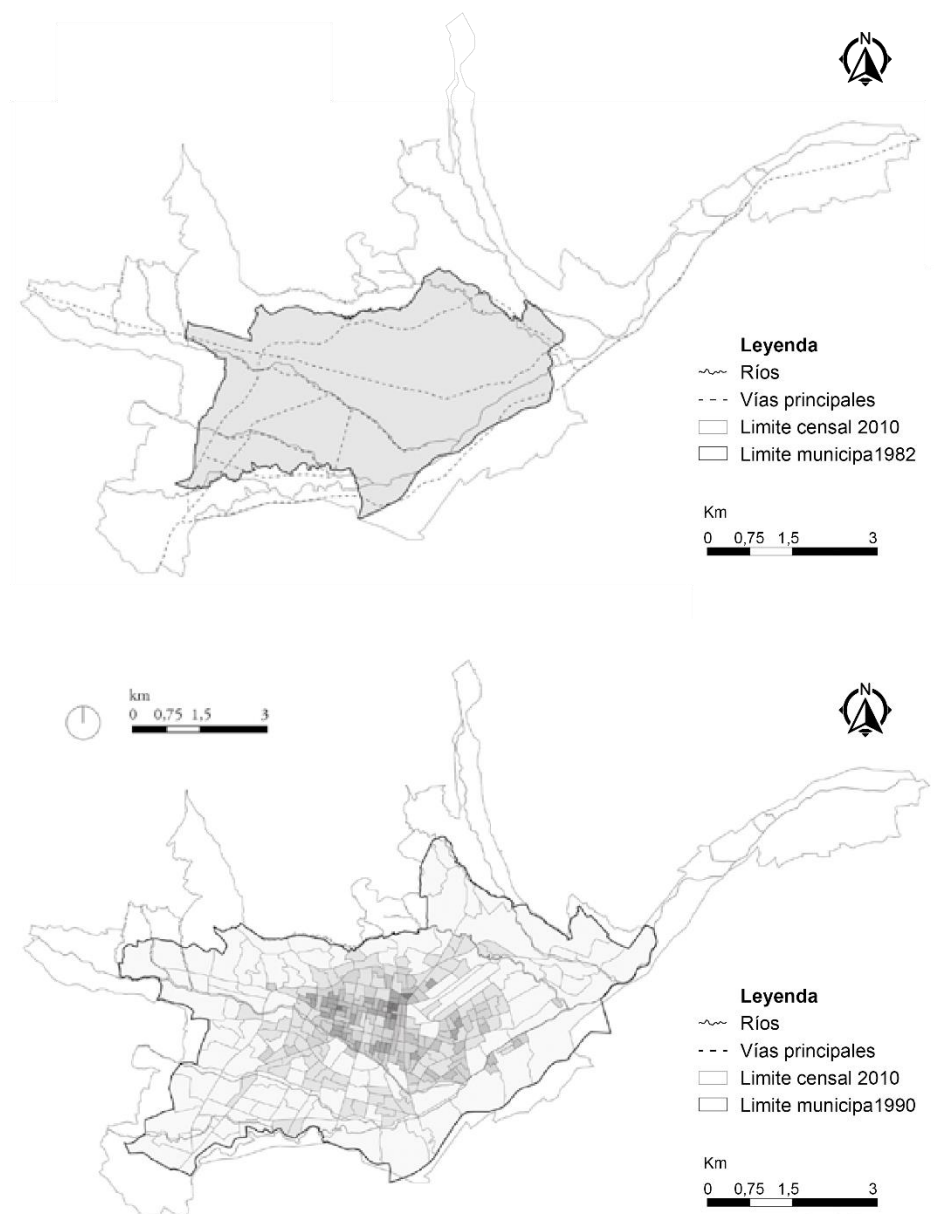 N
Leyenda
Ríos
Vías principales
Limite censal 2010
Limite municipa1982
Km
0 0,75 1,5 3
km
0 0,75 1,5 3
N
Leyenda
Ríos
Vías principales
Limite censal 2010
Limite municipa1990
Km
0 0,75 1,5 3